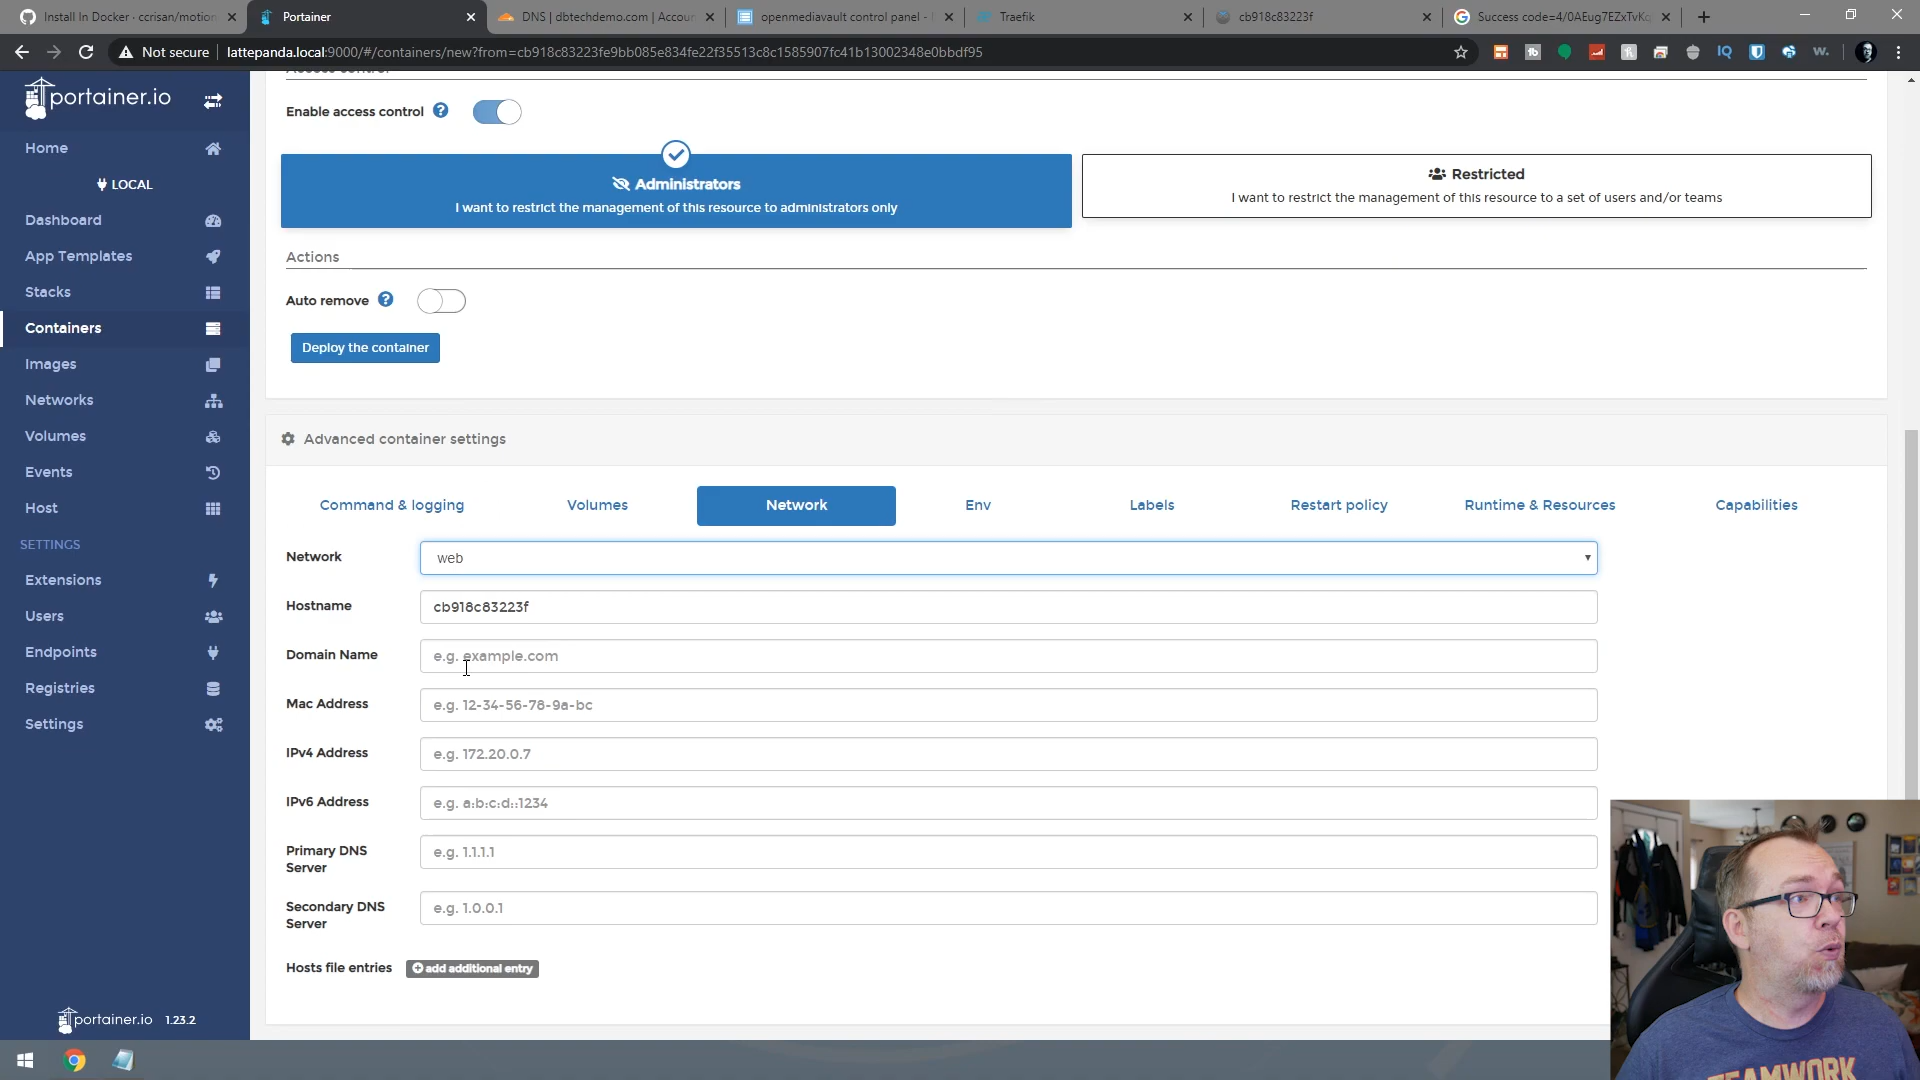 Install In Docker · ccrisan/motion
Portainer
DNS | dbtechdemo.com | Accou
openmediavault control panel -
Traefik
cb918c83223f
Success code=4/0AEug7EZxTvKq
Not secure
lattepanda.local:9000/#/containers/new?from=cb918c83223fe9bb085e834fe22f35513c8c1585907fc41b13002348e0bbdf95
IQ
w.
portainer.io
Home
LOCAL
Dashboard
App Templates
Stacks
Containers
Images
Networks
Volumes
Events
Host
SETTINGS
Extensions
Users
Endpoints
Registries
Settings
portainer.io 1.23.2
Access control
Enable access control
Administrators
I want to restrict the management of this resource to administrators only
Restricted
I want to restrict the management of this resource to a set of users and/or teams
Actions
Auto remove
Deploy the container
Advanced container settings
Command & logging
Volumes
Network
Env
Labels
Restart policy
Runtime & Resources
Capabilities
Network
web
Hostname
cb918c83223f
Domain Name
e.g. example.com
Mac Address
e.g. 12-34-56-78-9a-bc
IPv4 Address
e.g. 172.20.0.7
IPv6 Address
e.g. a:b:c:d::1234
Primary DNS
Server
e.g. 1.1.1.1
Secondary DNS
Server
e.g. 1.0.0.1
Hosts file entries
add additional entry
TEAMWORK